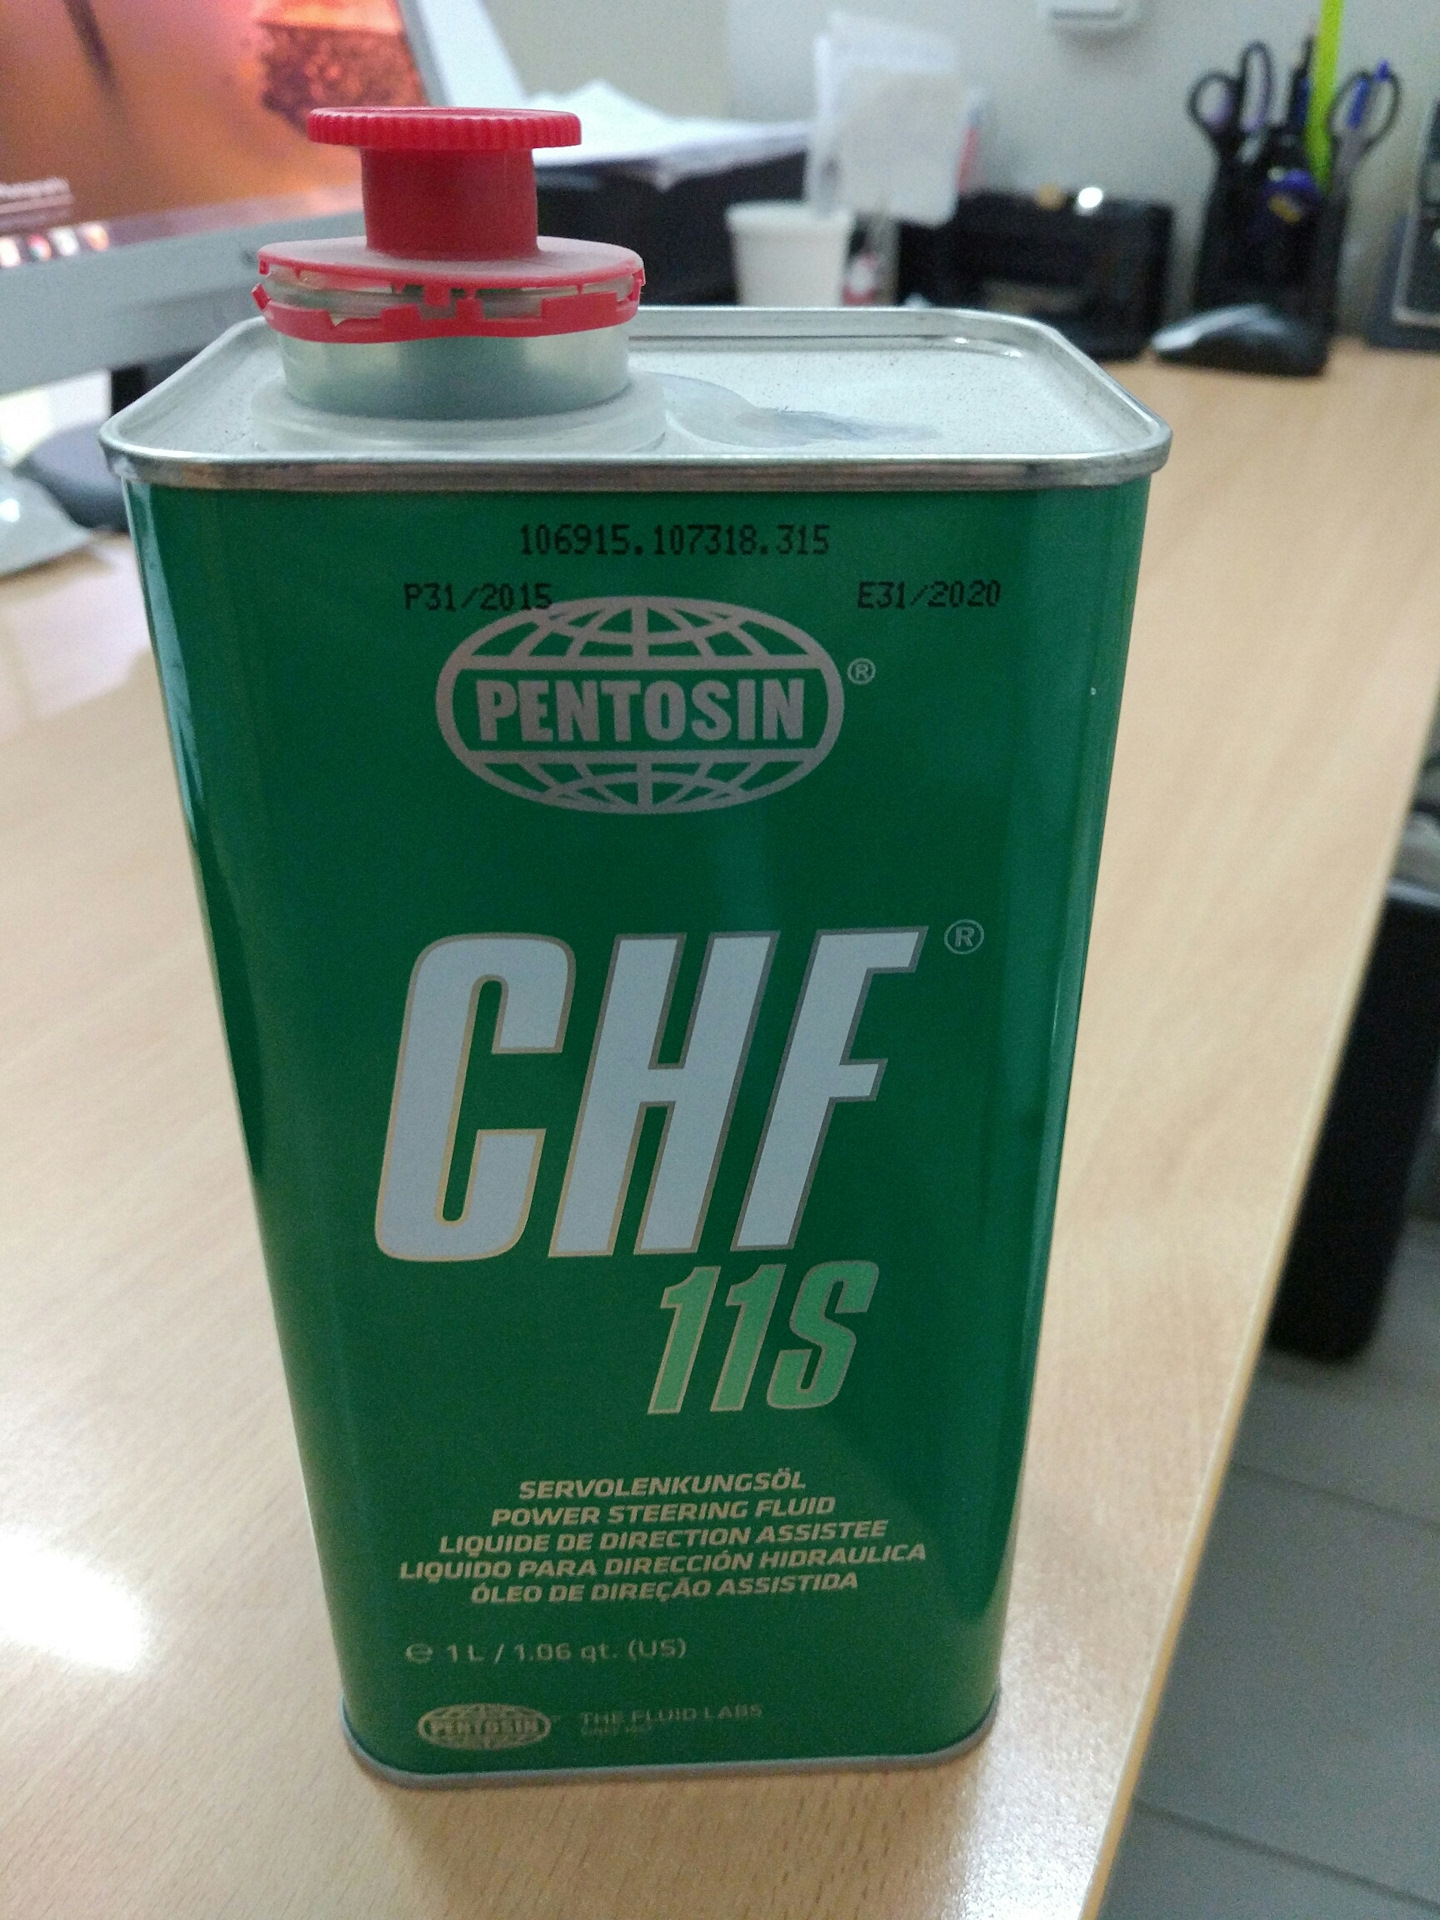 106915.107318.315
P31/2015 E31/2020
PENTOSIN ®
CHF ®
11S
SERVOLENKUNGSÖL
POWER STEERING FLUID
LIQUIDE DE DIRECTION ASSISTEE
LIQUIDO PARA DIRECCIÓN HIDRAULICA
ÓLEO DE DIREÇÃO ASSISTIDA
℮ 1 L / 1.06 qt. (US)
PENTOSIN THE FLUID LABS